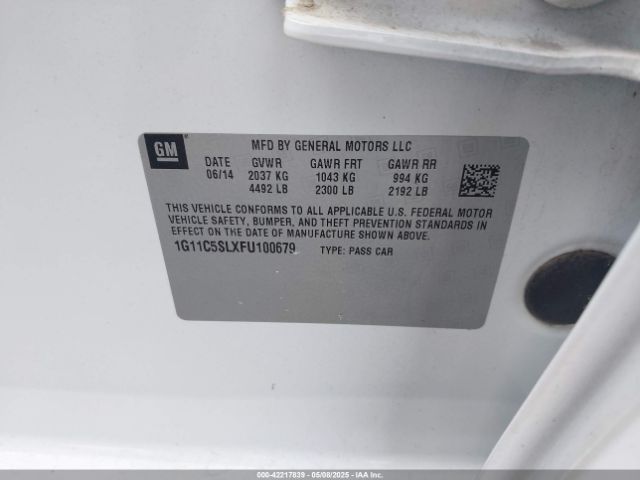 GM
MFD BY GENERAL MOTORS LLC
DATE GVWR GAWR FRT GAWR RR
06/14 2037 KG 1043 KG 994 KG
4492 LB 2300 LB 2192 LB
THIS VEHICLE CONFORMS TO ALL APPLICABLE U.S. FEDERAL MOTOR
VEHICLE SAFETY, BUMPER, AND THEFT PREVENTION STANDARDS IN
EFFECT ON THE DATE OF MANUFACTURE SHOWN ABOVE.
1G11C5SLXFU100679 TYPE: PASS CAR
000-42217839 - 05/08/2025 - IAA Inc.